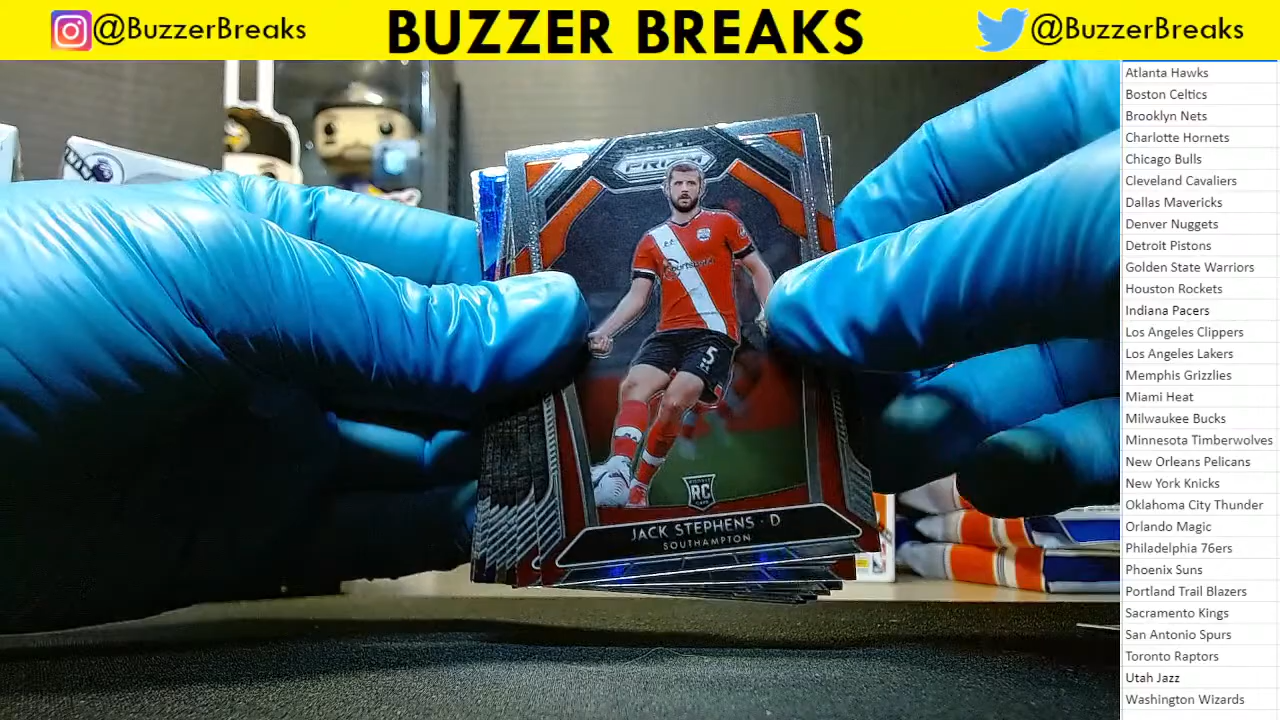 @BuzzerBreaks
BUZZER BREAKS
@BuzzerBreaks
PANINI
PRIZM
5
RC
JACK STEPHENS · D
SOUTHAMPTON
Atlanta Hawks
Boston Celtics
Brooklyn Nets
Charlotte Hornets
Chicago Bulls
Cleveland Cavaliers
Dallas Mavericks
Denver Nuggets
Detroit Pistons
Golden State Warriors
Houston Rockets
Indiana Pacers
Los Angeles Clippers
Los Angeles Lakers
Memphis Grizzlies
Miami Heat
Milwaukee Bucks
Minnesota Timberwolves
New Orleans Pelicans
New York Knicks
Oklahoma City Thunder
Orlando Magic
Philadelphia 76ers
Phoenix Suns
Portland Trail Blazers
Sacramento Kings
San Antonio Spurs
Toronto Raptors
Utah Jazz
Washington Wizards